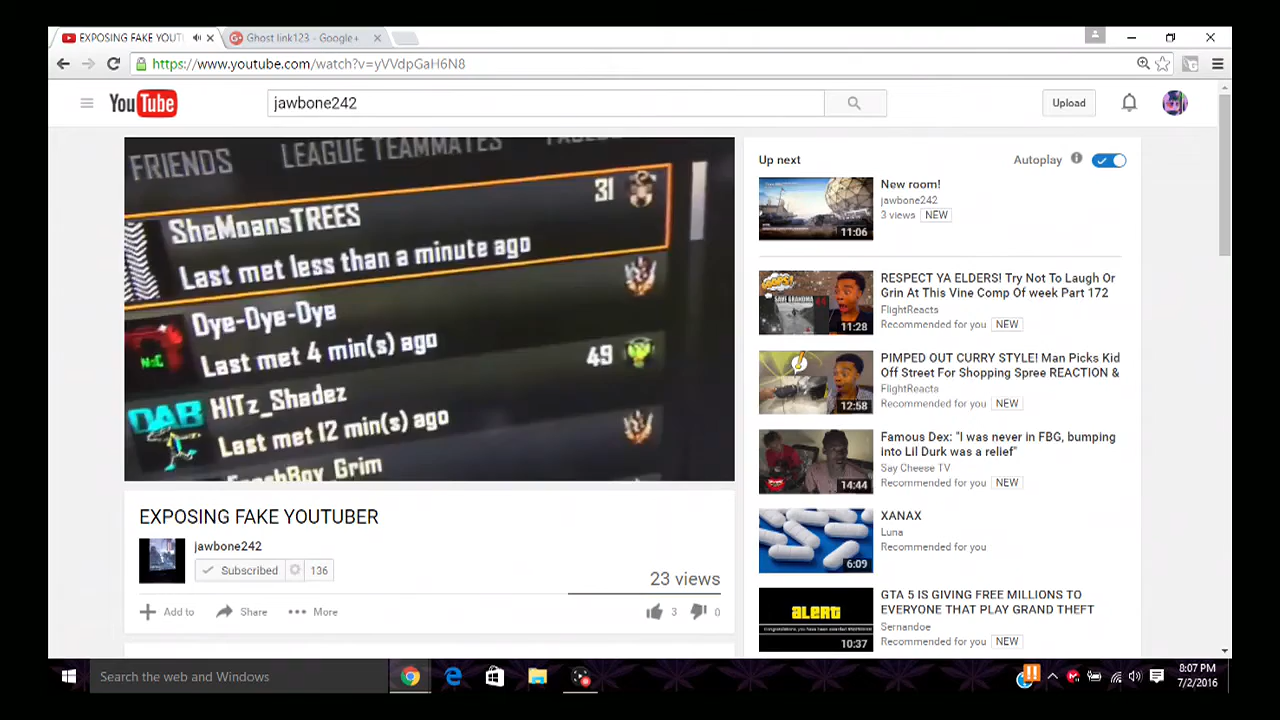 EXPOSING FAKE YOUT
Ghost link123 - Google+
https://www.youtube.com/watch?v=yVVdpGaH6N8
YouTube
jawbone242
Upload
FRIENDS
LEAGUE TEAMMATES
31
SheMoansTREES
Last met less than a minute ago
Dye-Dye-Dye
Last met 4 min(s) ago
49
DAB
HITz_Shadez
Last met 12 min(s) ago
EXPOSING FAKE YOUTUBER
jawbone242
Subscribed
136
23 views
Add to
Share
More
3
0
Up next
Autoplay
New room!
jawbone242
3 views NEW
11:06
RESPECT YA ELDERS! Try Not To Laugh Or
Grin At This Vine Comp Of week Part 172
FlightReacts
Recommended for you NEW
11:28
PIMPED OUT CURRY STYLE! Man Picks Kid
Off Street For Shopping Spree REACTION &
FlightReacts
Recommended for you NEW
12:58
Famous Dex: "I was never in FBG, bumping
into Lil Durk was a relief"
Say Cheese TV
Recommended for you NEW
14:44
XANAX
Luna
Recommended for you
6:09
GTA 5 IS GIVING FREE MILLIONS TO
EVERYONE THAT PLAY GRAND THEFT
Sernandoe
Recommended for you NEW
ALERT
10:37
Search the web and Windows
8:07 PM
7/2/2016